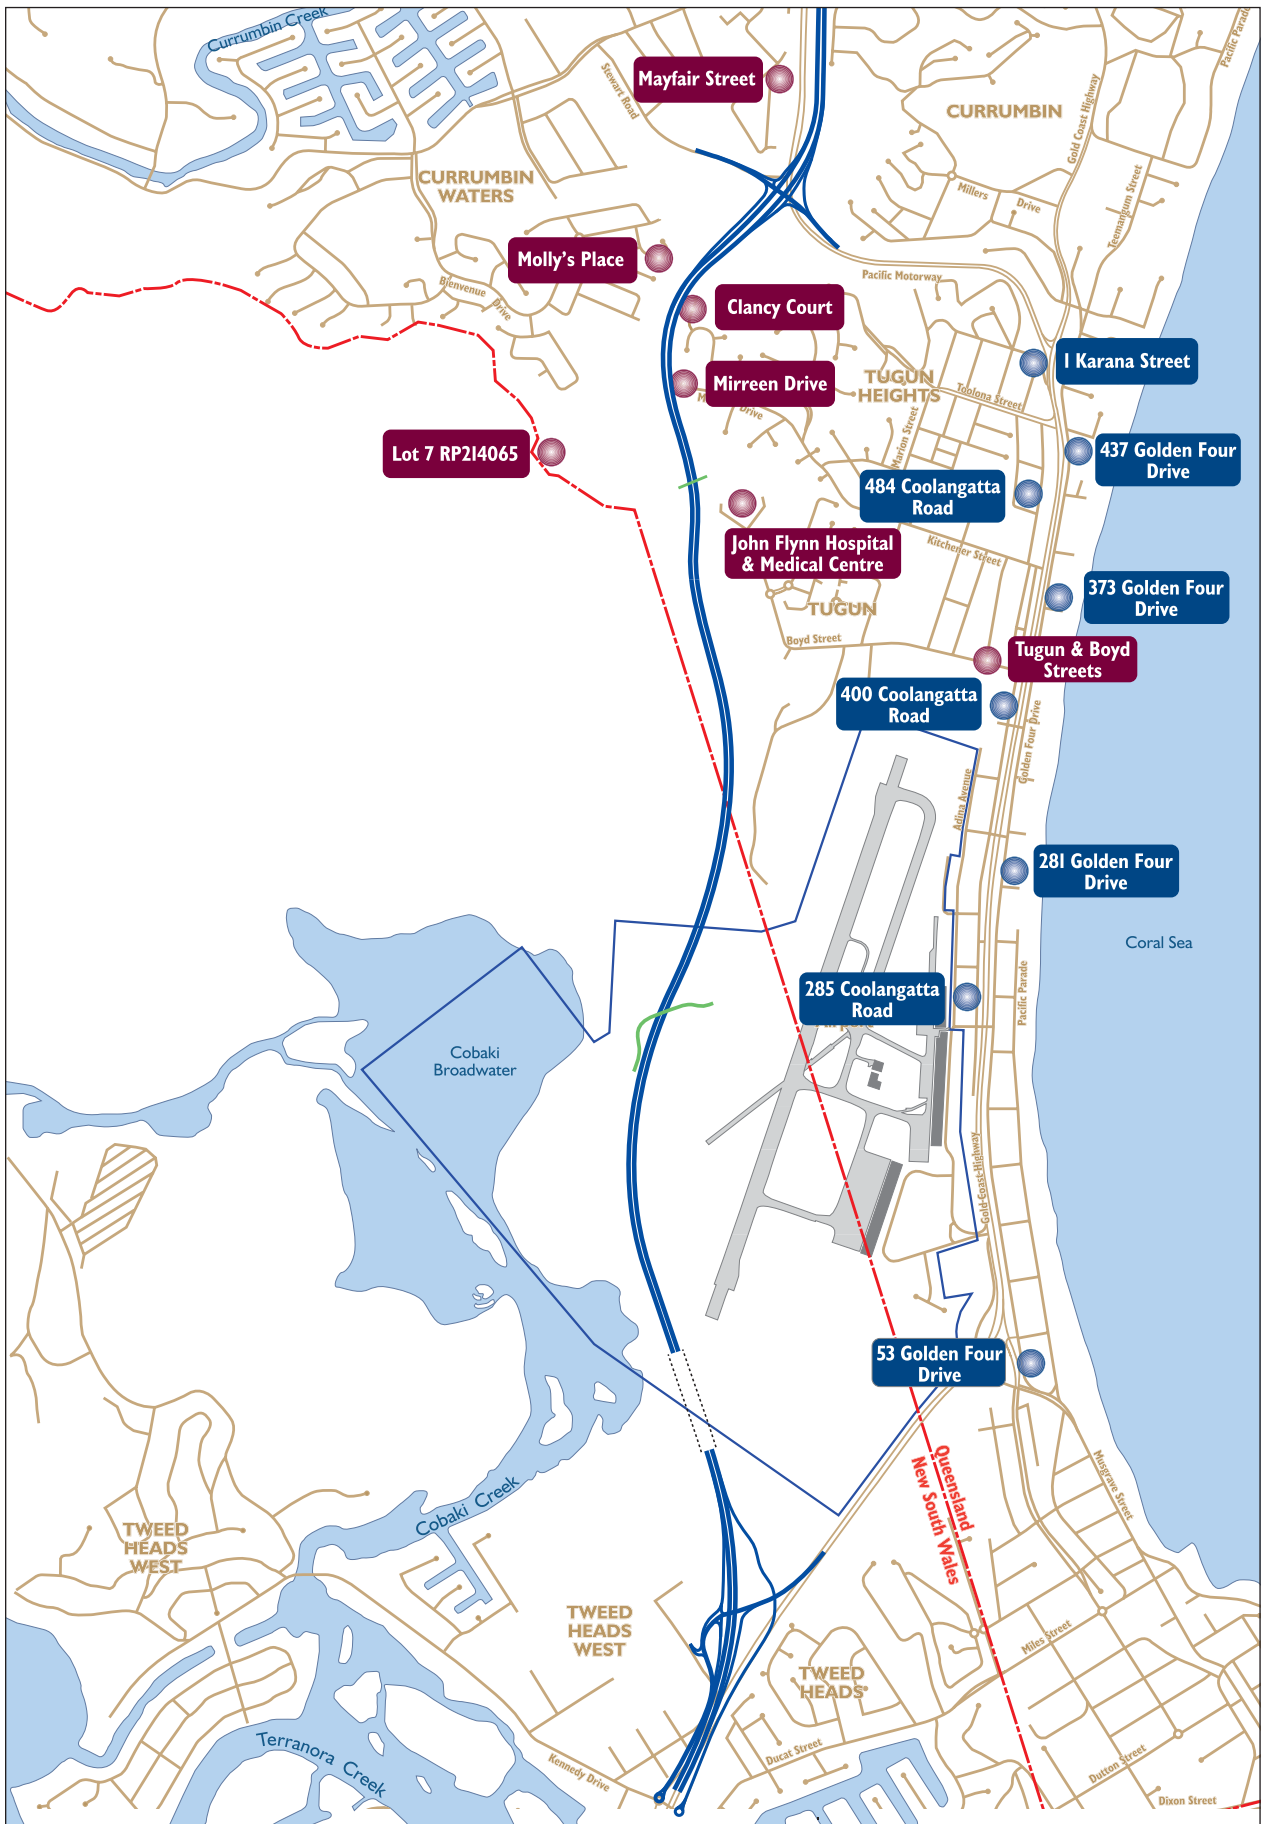 Currumbin Creek
Pacific Parade
Mayfair Street
Stewart Road
CURRUMBIN
Gold Coast Highway
CURRUMBIN
WATERS
Millers
Drive
Teemangum Street
Molly's Place
Pacific Motorway
Bienvenue
Drive
Clancy Court
1 Karana Street
TUGUN
HEIGHTS
Mirreen Drive
Drive
Toolona Street
Marion Street
Lot 7 RP214065
437 Golden Four
Drive
484 Coolangatta
Road
John Flynn Hospital
& Medical Centre
Kitchener Street
373 Golden Four
Drive
TUGUN
Boyd Street
Tugun & Boyd
Streets
400 Coolangatta
Road
Golden Four Drive
Adina Avenue
281 Golden Four
Drive
Coral Sea
285 Coolangatta
Road
Airport
Pacific Parade
Cobaki
Broadwater
Gold Coast Highway
53 Golden Four
Drive
Queensland
New South Wales
Musgrave Street
Cobaki Creek
TWEED
HEADS
WEST
TWEED
HEADS
WEST
Miles Street
TWEED
HEADS
Terranora Creek
Kennedy Drive
Ducat Street
Dutton Street
Dixon Street